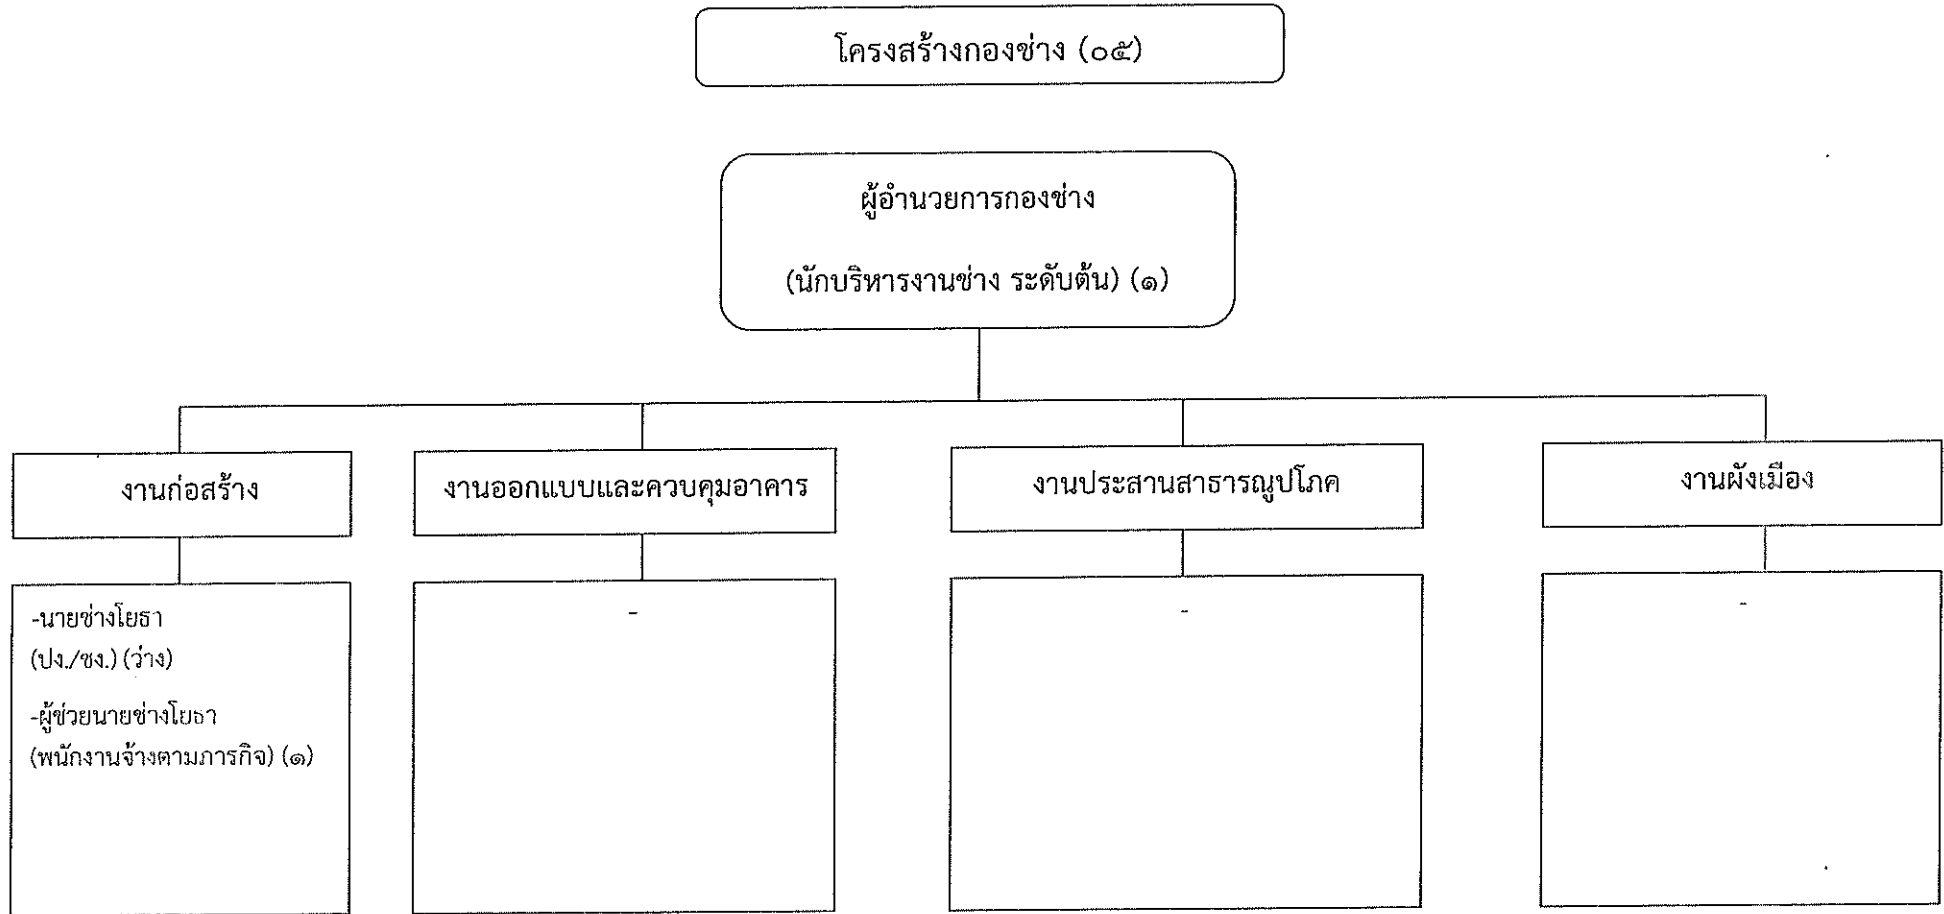 โครงสร้างกองช่าง (๐๕)
ผู้อำนวยการกองช่าง
(นักบริหารงานช่าง ระดับต้น) (๑)
งานก่อสร้าง
งานออกแบบและควบคุมอาคาร
งานประสานสาธารณูปโภค
งานผังเมือง
-นายช่างโยธา
(ปง./ชง.) (ว่าง)
-ผู้ช่วยนายช่างโยธา
(พนักงานจ้างตามภารกิจ) (๑)
-
-
-